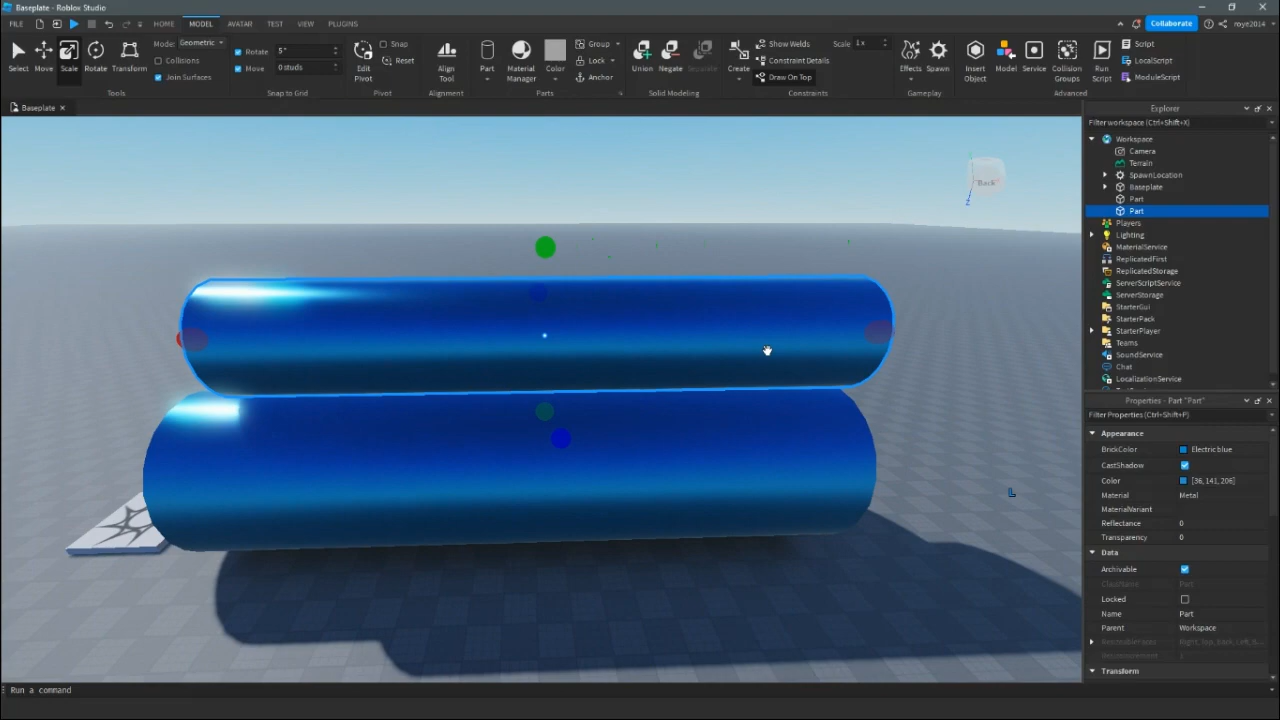 Baseplate - Roblox Studio
FILE HOME MODEL AVATAR TEST VIEW PLUGINS Collaborate roye2014
Select Move Scale Rotate Transform
Mode: Geometric
Collisions
Join Surfaces
Tools
Rotate 5°
Move 0 studs
Snap to Grid
Edit Pivot
Snap
Reset
Pivot
Align Tool
Alignment
Part Material Manager Color
Group
Lock
Anchor
Parts
Union Negate Separate
Solid Modeling
Create
Show Welds
Constraint Details
Draw On Top
Scale 1x
Constraints
Effects Spawn
Gameplay
Insert Object Model Service Collision Groups Run Script
Script
LocalScript
ModuleScript
Advanced
Baseplate
Back
Explorer
Filter workspace (Ctrl+Shift+X)
Workspace
Camera
Terrain
SpawnLocation
Baseplate
Part
Part
Players
Lighting
MaterialService
ReplicatedFirst
ReplicatedStorage
ServerScriptService
ServerStorage
StarterGui
StarterPack
StarterPlayer
Teams
SoundService
Chat
LocalizationService
Properties - Part "Part"
Filter Properties (Ctrl+Shift+P)
Appearance
BrickColor Electric blue
CastShadow
Color [36, 141, 206]
Material Metal
MaterialVariant
Reflectance 0
Transparency 0
Data
Archivable
ClassName Part
Locked
Name Part
Parent Workspace
Transform
Run a command